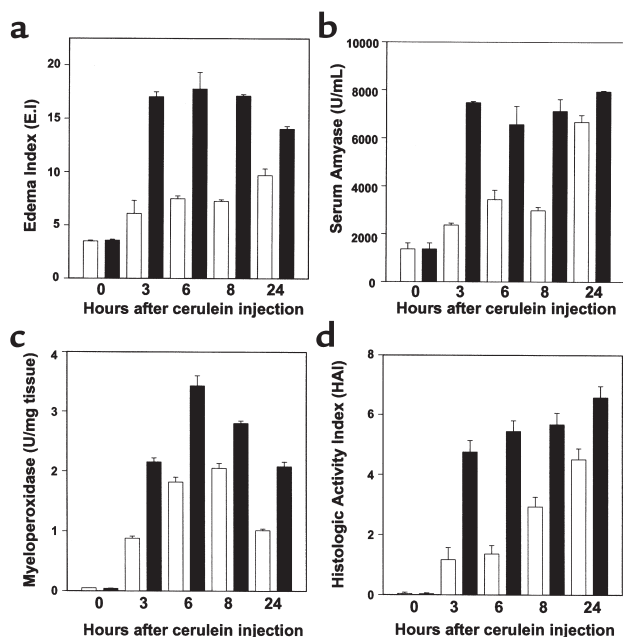 a
Edema Index (E.I)
20
15
10
5
0
0 3 6 8 24
Hours after cerulein injection
b
Serum Amyase (U/mL)
10000
8000
6000
4000
2000
0
0 3 6 8 24
Hours after cerulein injection
c
Myeloperoxidase (U/mg tissue)
4
3
2
1
0
0 3 6 8 24
Hours after cerulein injection
d
Histologic Activity Index (HAI)
8
6
4
2
0
0 3 6 8 24
Hours after cerulein injection